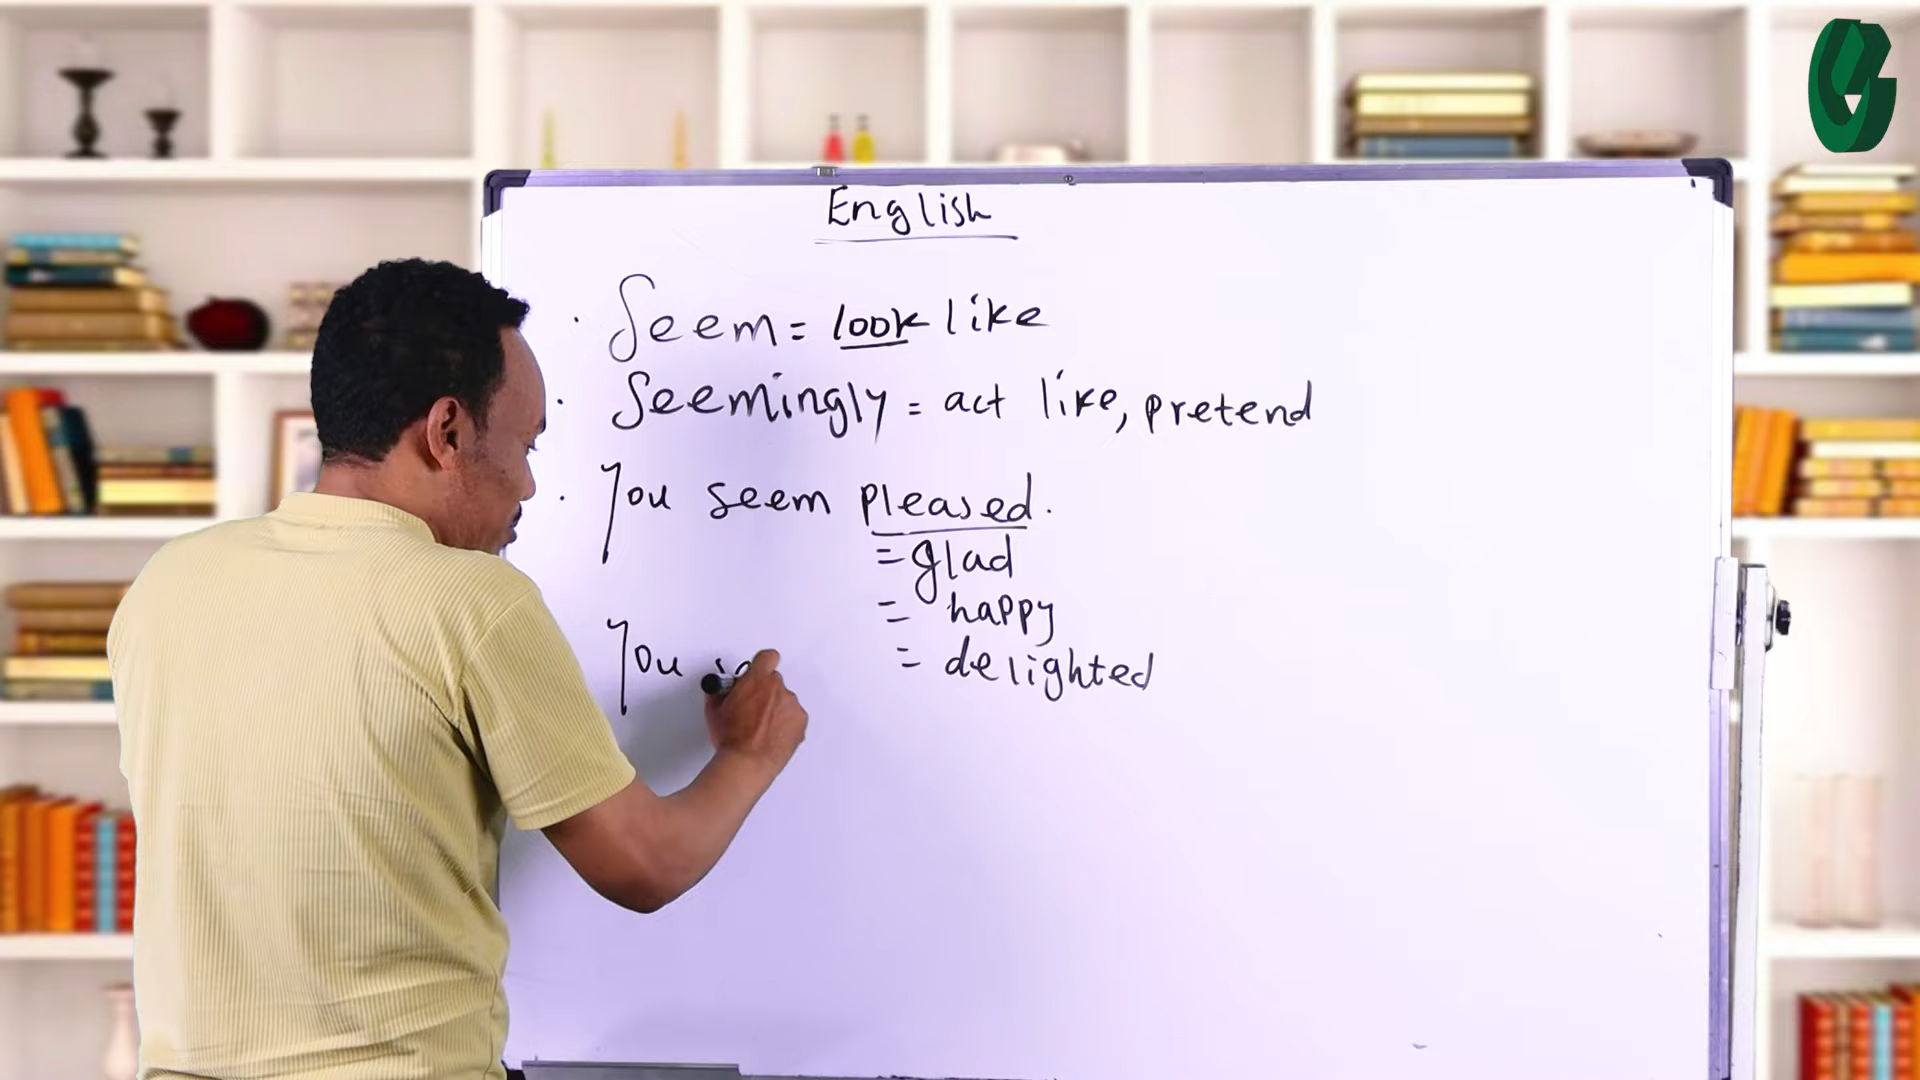 English
· Seem = look like
· Seemingly = act like, pretend
· You seem pleased.
= glad
= happy
= delighted
You